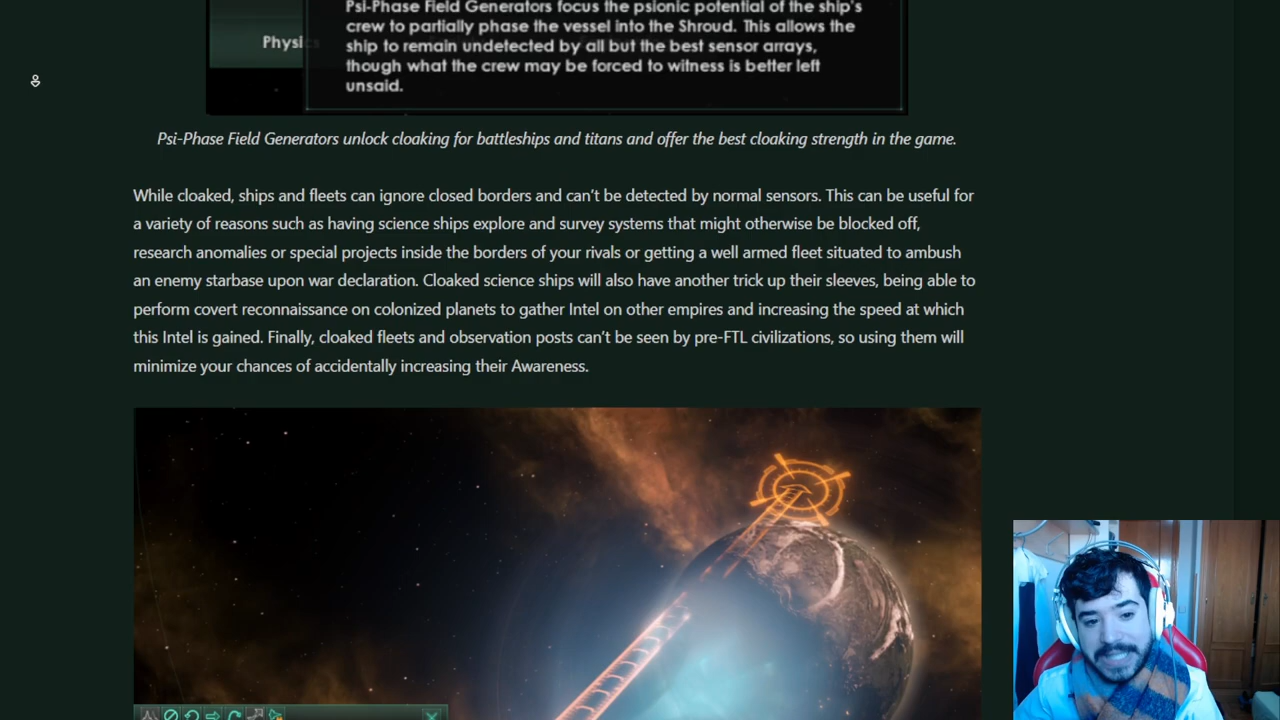 Psi-Phase Field Generators focus the psionic potential of the ship's
crew to partially phase the vessel into the Shroud. This allows the
ship to remain undetected by all but the best sensor arrays,
though what the crew may be forced to witness is better left
unsaid.
Physics
Psi-Phase Field Generators unlock cloaking for battleships and titans and offer the best cloaking strength in the game.
While cloaked, ships and fleets can ignore closed borders and can't be detected by normal sensors. This can be useful for
a variety of reasons such as having science ships explore and survey systems that might otherwise be blocked off,
research anomalies or special projects inside the borders of your rivals or getting a well armed fleet situated to ambush
an enemy starbase upon war declaration. Cloaked science ships will also have another trick up their sleeves, being able to
perform covert reconnaissance on colonized planets to gather Intel on other empires and increasing the speed at which
this Intel is gained. Finally, cloaked fleets and observation posts can't be seen by pre-FTL civilizations, so using them will
minimize your chances of accidentally increasing their Awareness.